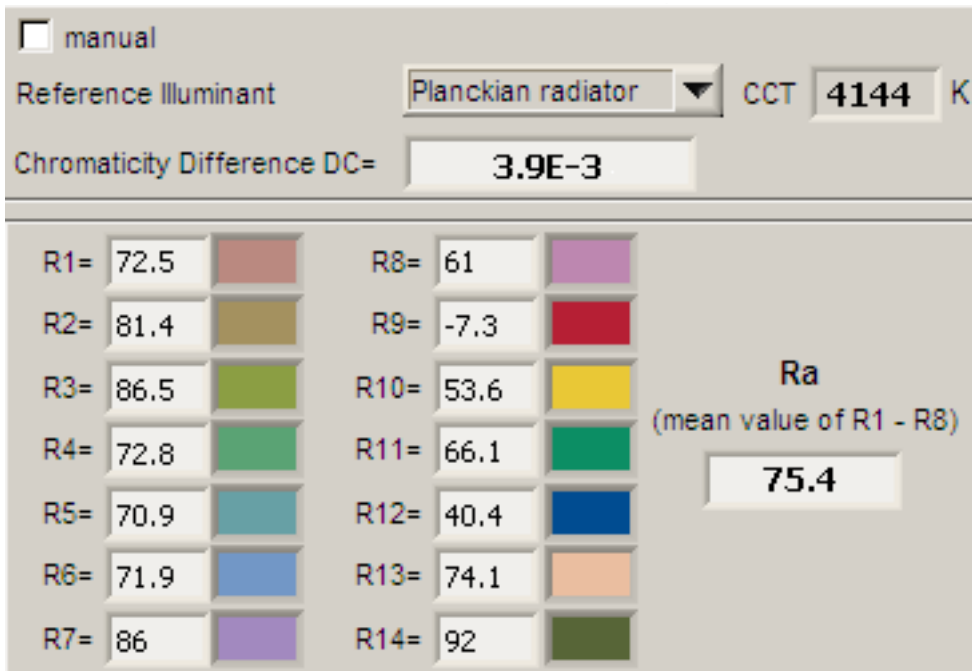 manual
Reference Illuminant Planckian radiator CCT 4144 K
Chromaticity Difference DC= 3.9E-3
R1= 72.5 R8= 61
R2= 81.4 R9= -7.3
R3= 86.5 R10= 53.6
R4= 72.8 R11= 66.1
R5= 70.9 R12= 40.4
R6= 71.9 R13= 74.1
R7= 86 R14= 92
Ra
(mean value of R1 - R8)
75.4